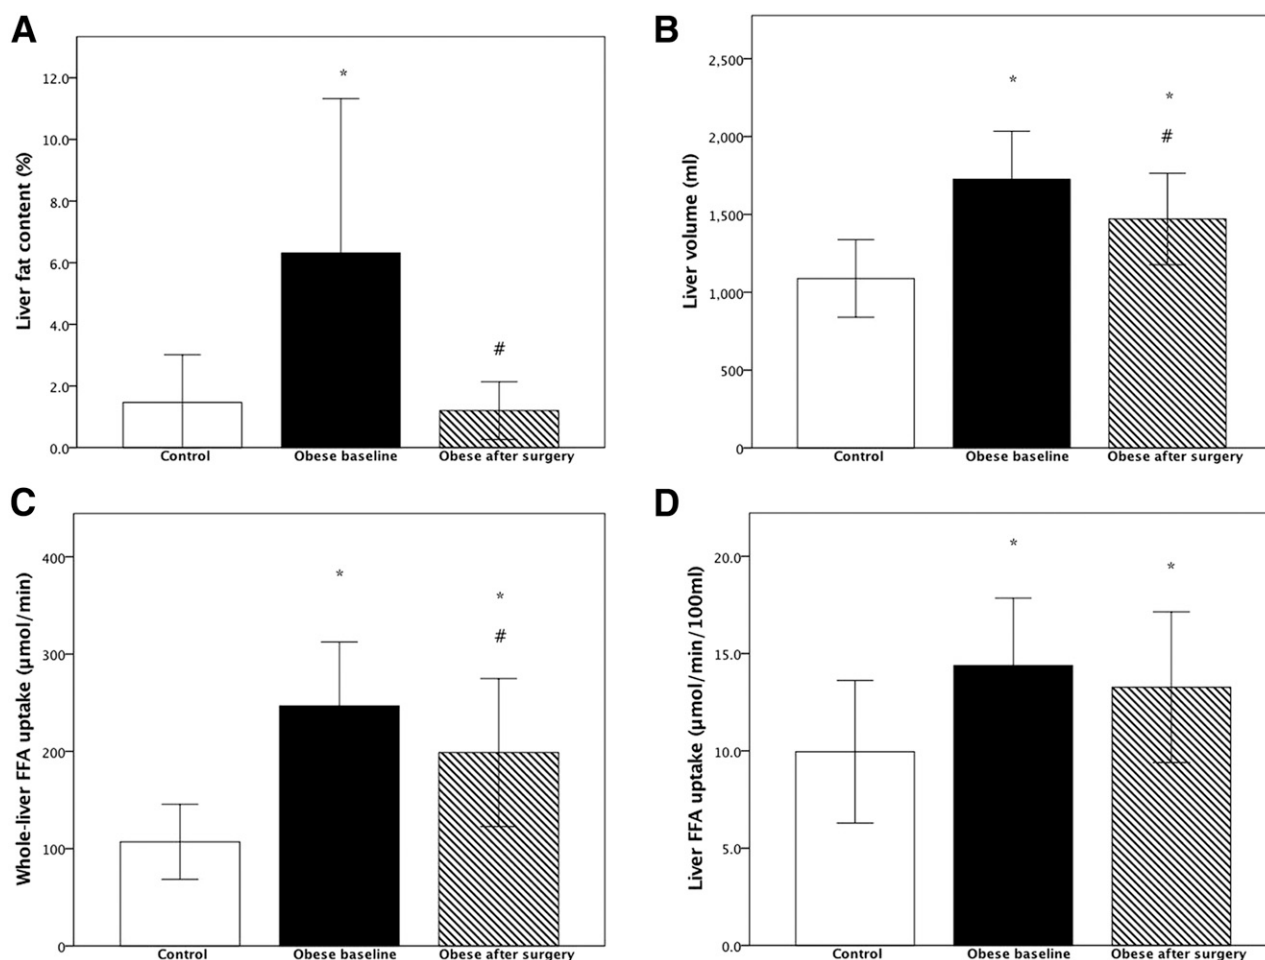 A
Liver fat content (%)
12.0
10.0
8.0
6.0
4.0
2.0
0.0
*
#
Control
Obese baseline
Obese after surgery
B
Liver volume (ml)
2,500
2,000
1,500
1,000
500
0
*
*
#
Control
Obese baseline
Obese after surgery
C
Whole-liver FFA uptake (μmol/min)
400
300
200
100
0
*
*
#
Control
Obese baseline
Obese after surgery
D
Liver FFA uptake (μmol/min/100ml)
20.0
15.0
10.0
5.0
0.0
*
*
Control
Obese baseline
Obese after surgery